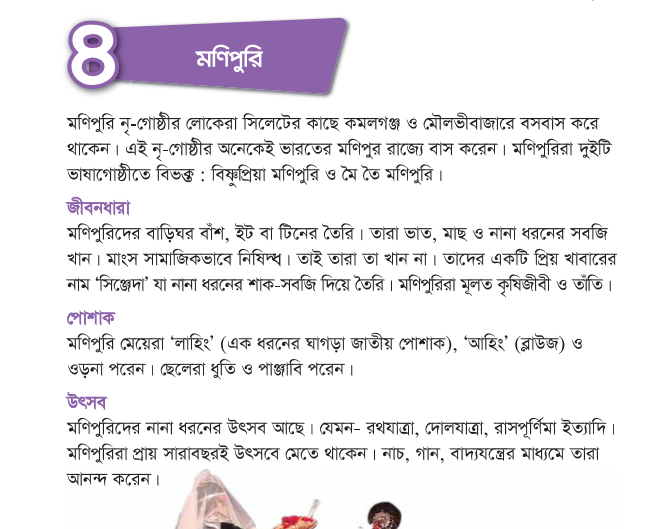 ৪
মণিপুরি
মণিপুরি নৃ-গোষ্ঠীর লোকেরা সিলেটের কাছে কমলগঞ্জ ও মৌলভীবাজারে বসবাস করে
থাকেন। এই নৃ-গোষ্ঠীর অনেকেই ভারতের মণিপুর রাজ্যে বাস করেন। মণিপুরিরা দুইটি
ভাষাগোষ্ঠীতে বিভক্ত : বিষ্ণুপ্রিয়া মণিপুরি ও মৈ তৈ মণিপুরি।
জীবনধারা
মণিপুরিদের বাড়িঘর বাঁশ, ইট বা টিনের তৈরি। তারা ভাত, মাছ ও নানা ধরনের সবজি
খান। মাংস সামাজিকভাবে নিষিদ্ধ। তাই তারা তা খান না। তাদের একটি প্রিয় খাবারের
নাম ‘সিঞ্জেদা’ যা নানা ধরনের শাক-সবজি দিয়ে তৈরি। মণিপুরিরা মূলত কৃষিজীবী ও তাঁতি।
পোশাক
মণিপুরি মেয়েরা ‘লাহিং’ (এক ধরনের ঘাগড়া জাতীয় পোশাক), ‘আহিং’ (ব্লাউজ) ও
ওড়না পরেন। ছেলেরা ধুতি ও পাঞ্জাবি পরেন।
উৎসব
মণিপুরিদের নানা ধরনের উৎসব আছে। যেমন- রথযাত্রা, দোলযাত্রা, রাসপূর্ণিমা ইত্যাদি।
মণিপুরিরা প্রায় সারাবছরই উৎসবে মেতে থাকেন। নাচ, গান, বাদ্যযন্ত্রের মাধ্যমে তারা
আনন্দ করেন।